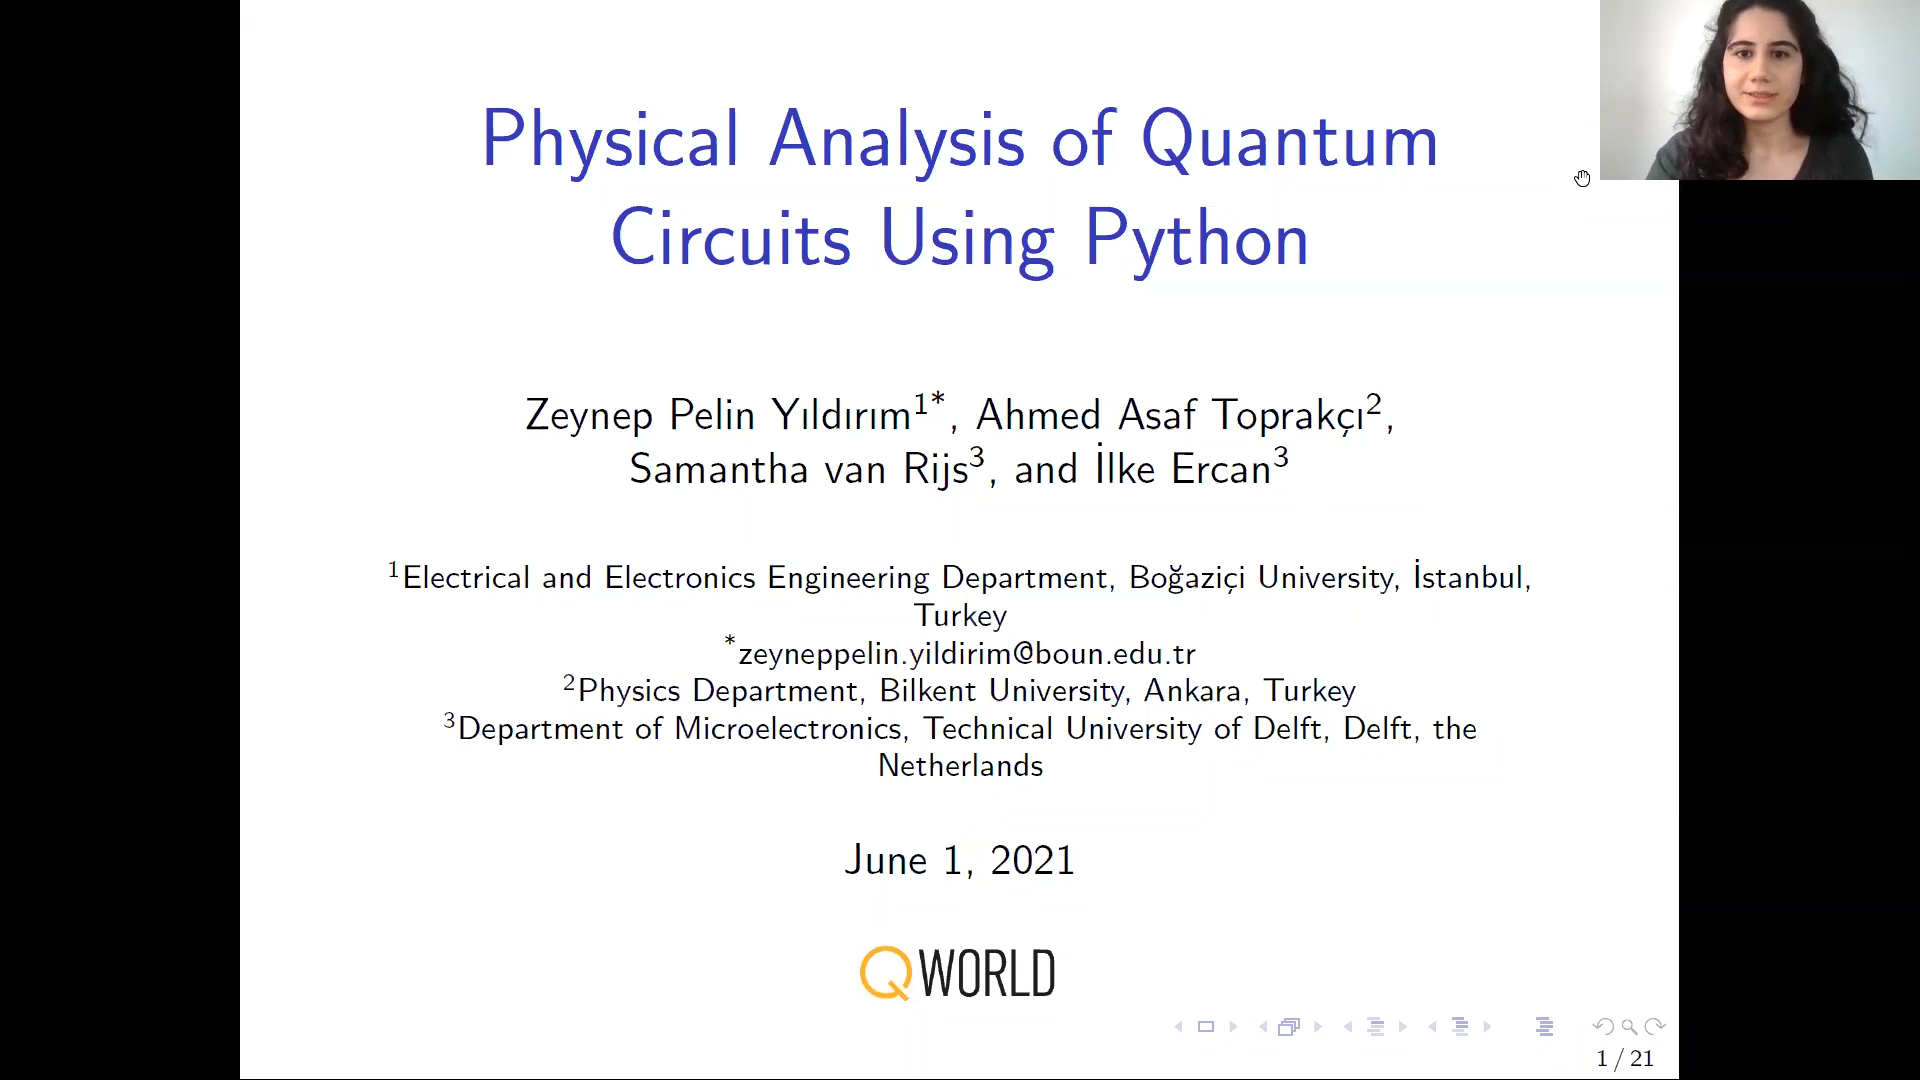 Physical Analysis of Quantum
Circuits Using Python
Zeynep Pelin Yıldırım1*, Ahmed Asaf Toprakçı2,
Samantha van Rijs3, and İlke Ercan3
1Electrical and Electronics Engineering Department, Boğaziçi University, İstanbul,
Turkey
*zeyneppelin.yildirim@boun.edu.tr
2Physics Department, Bilkent University, Ankara, Turkey
3Department of Microelectronics, Technical University of Delft, Delft, the
Netherlands
June 1, 2021
QWORLD
1 / 21